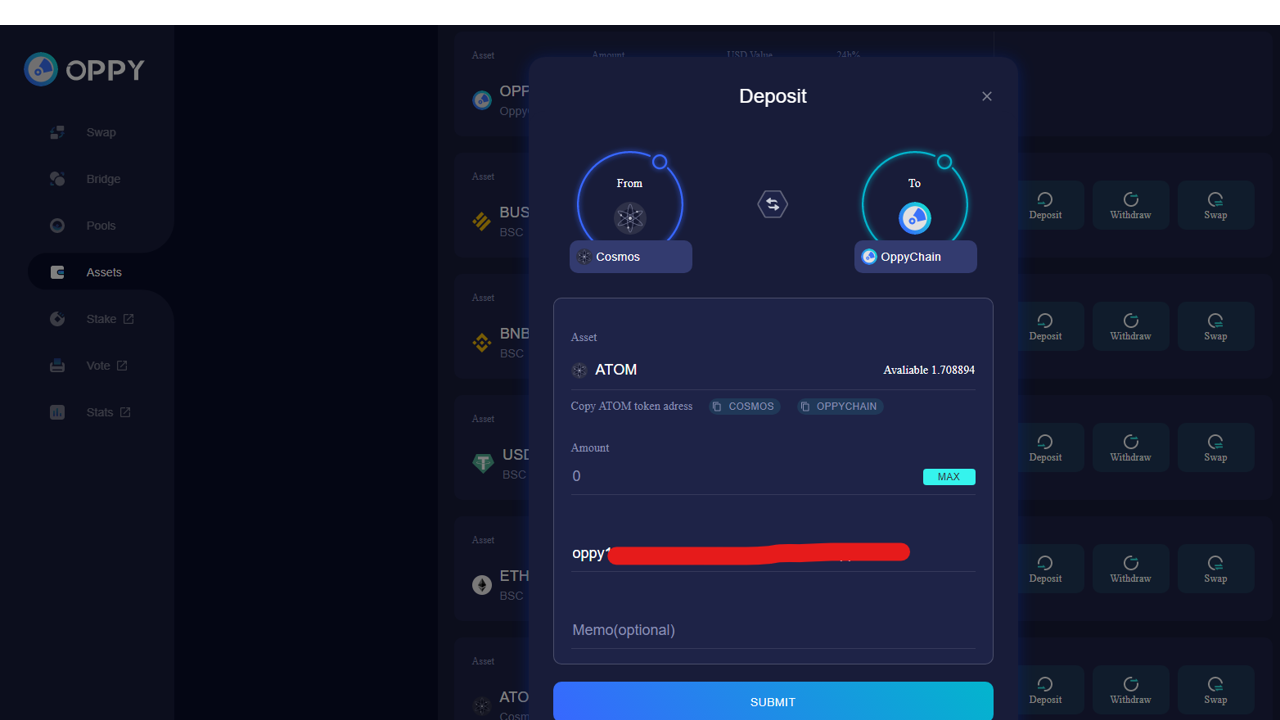 OPPY
Swap
Bridge
Pools
Assets
Stake
Vote
Stats
Asset Amount USD Value 24h%
OPP
Oppy
Asset
BUS
BSC
Deposit Withdraw Swap
Asset
BNB
BSC
Deposit Withdraw Swap
Asset
USD
BSC
Deposit Withdraw Swap
Asset
ETH
BSC
Deposit Withdraw Swap
Asset
ATO
Cosm
Deposit Withdraw Swap
Deposit
From
Cosmos
To
OppyChain
Asset
ATOM Avaliable 1.708894
Copy ATOM token adress COSMOS OPPYCHAIN
Amount
0 MAX
oppy1
Memo(optional)
SUBMIT